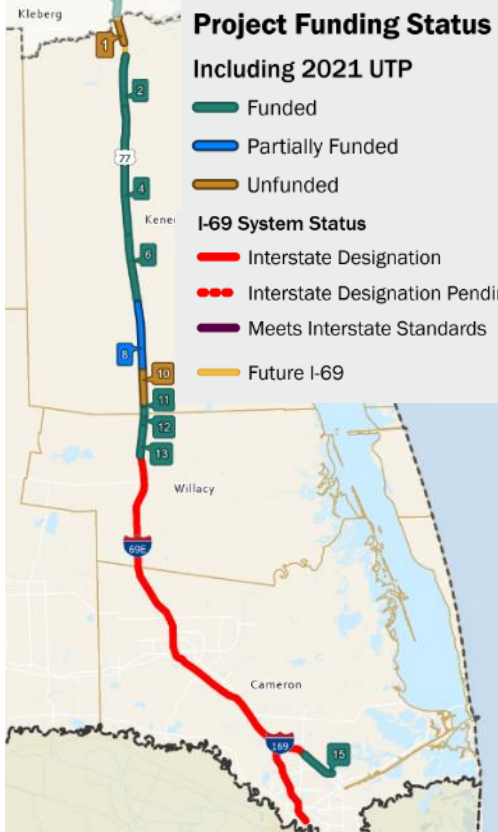 Kleberg
Project Funding Status
Including 2021 UTP
Funded
Partially Funded
Unfunded
I-69 System Status
Interstate Designation
Interstate Designation Pendin
Meets Interstate Standards
Future I-69
1
2
77
4
Kene
6
8
10
11
12
13
Willacy
69E
Cameron
169
15